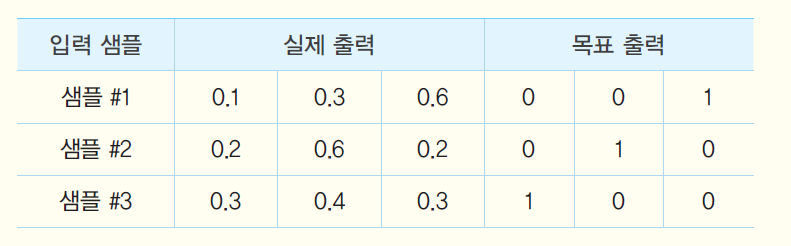 입력 샘플 실제 출력 목표 출력
샘플 #1 0.1 0.3 0.6 0 0 1
샘플 #2 0.2 0.6 0.2 0 1 0
샘플 #3 0.3 0.4 0.3 1 0 0